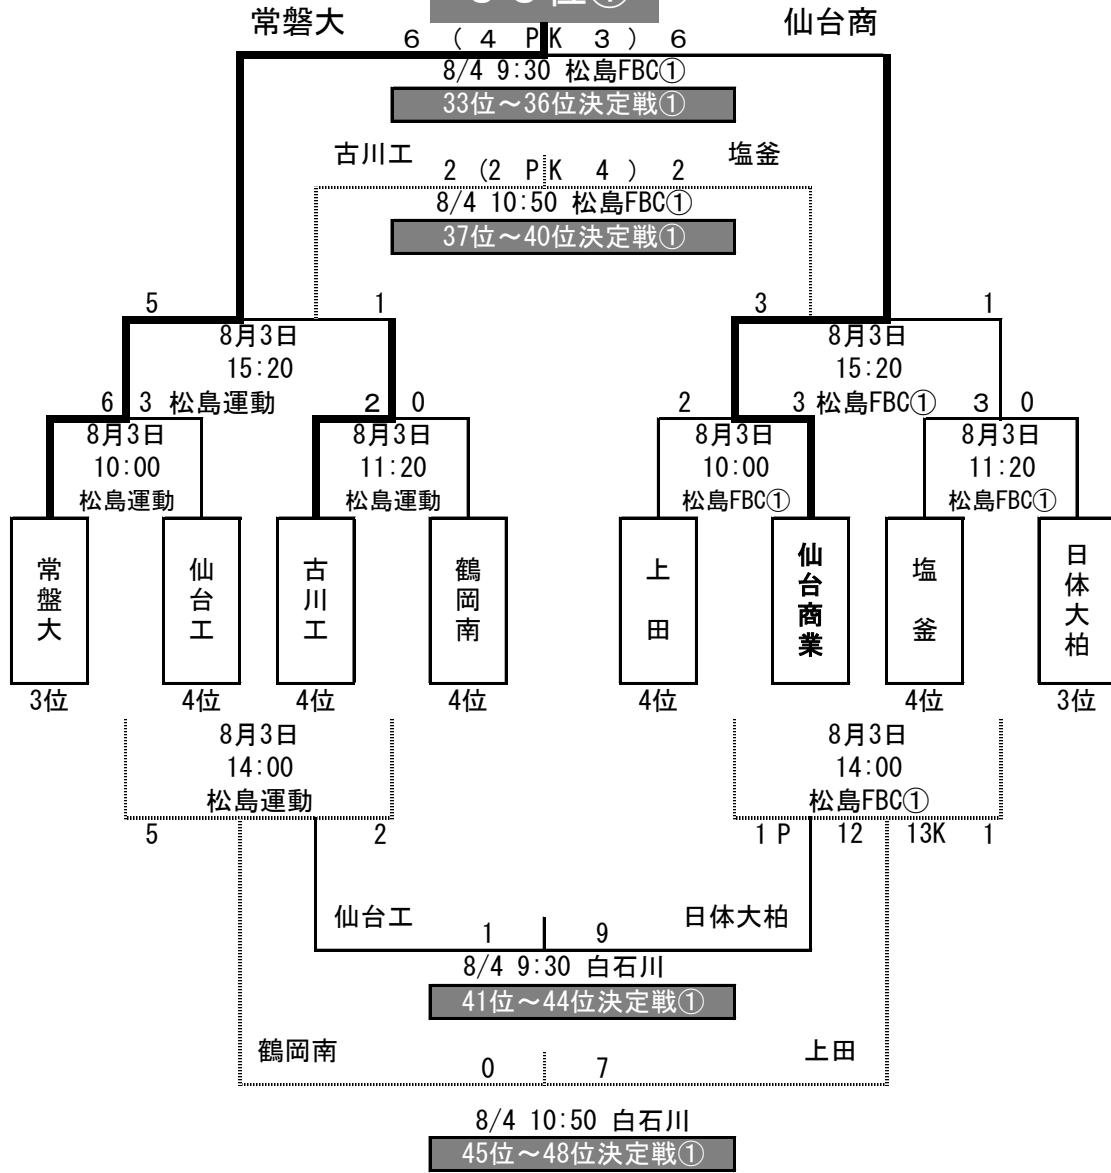 常磐大 仙台商
6 ( 4 PK 3 ) 6
8/4 9:30 松島FBC①
33位～36位決定戦①
古川工 塩釜
2 (2 PK 4 ) 2
8/4 10:50 松島FBC①
37位～40位決定戦①
5 1 3 1
8月3日 8月3日
15:20 15:20
6 3 松島運動 2 0 2 3 松島FBC① 3 0
8月3日 8月3日 8月3日 8月3日
10:00 11:20 10:00 11:20
松島運動 松島運動 松島FBC① 松島FBC①
常盤大 仙台工 古川工 鶴岡南 上田 仙台商業 塩釜 日体大柏
3位 4位 4位 4位 4位 4位 3位
8月3日 8月3日
14:00 14:00
松島運動 松島FBC①
5 2 1 P 12 13K 1
仙台工 1 9 日体大柏
8/4 9:30 白石川
41位～44位決定戦①
鶴岡南 0 7 上田
8/4 10:50 白石川
45位～48位決定戦①